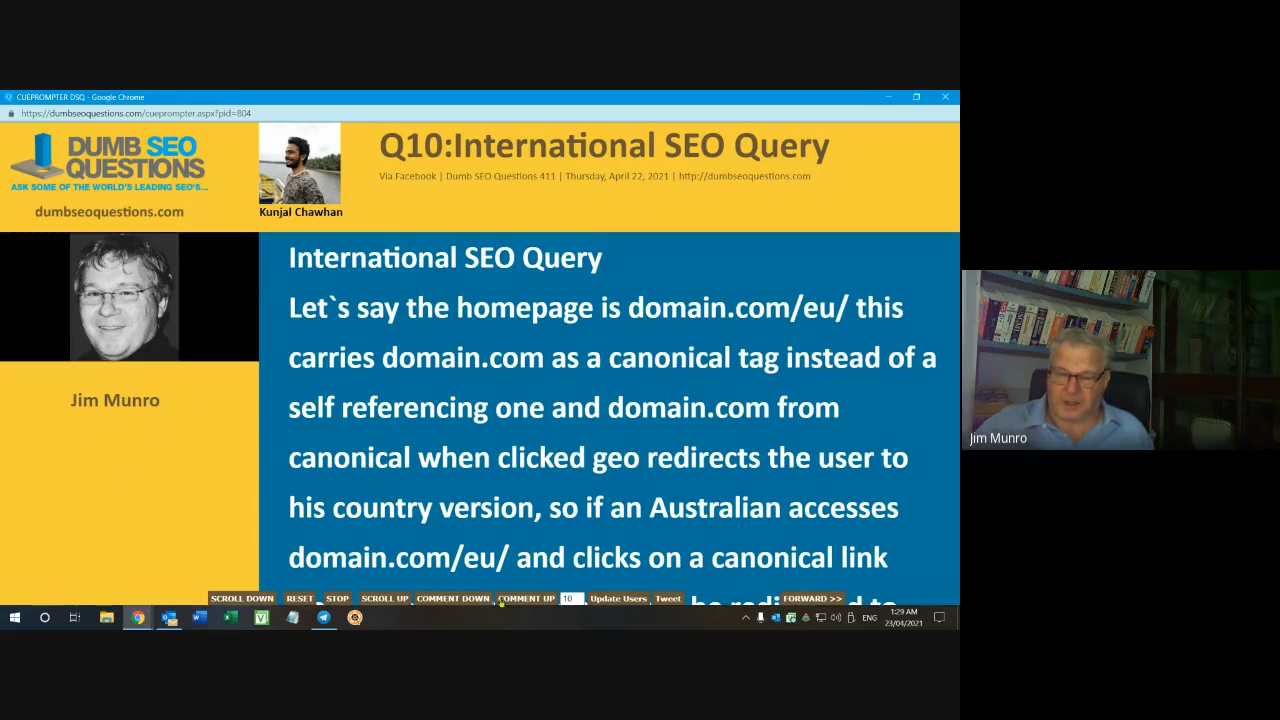 CUEPROMPTER DSQ - Google Chrome
https://dumbseoquestions.com/cueprompter.aspx?pid=804
DUMB SEO
QUESTIONS
ASK SOME OF THE WORLD'S LEADING SEO'S...
dumbseoquestions.com
Kunjal Chawhan
Q10:International SEO Query
Via Facebook | Dumb SEO Questions 411 | Thursday, April 22, 2021 | http://dumbseoquestions.com
Jim Munro
International SEO Query
Let`s say the homepage is domain.com/eu/ this
carries domain.com as a canonical tag instead of a
self referencing one and domain.com from
canonical when clicked geo redirects the user to
his country version, so if an Australian accesses
domain.com/eu/ and clicks on a canonical link
Jim Munro
SCROLL DOWN RESET STOP SCROLL UP COMMENT DOWN COMMENT UP 10 Update Users Tweet FORWARD >>
ENG
1:29 AM
23/04/2021